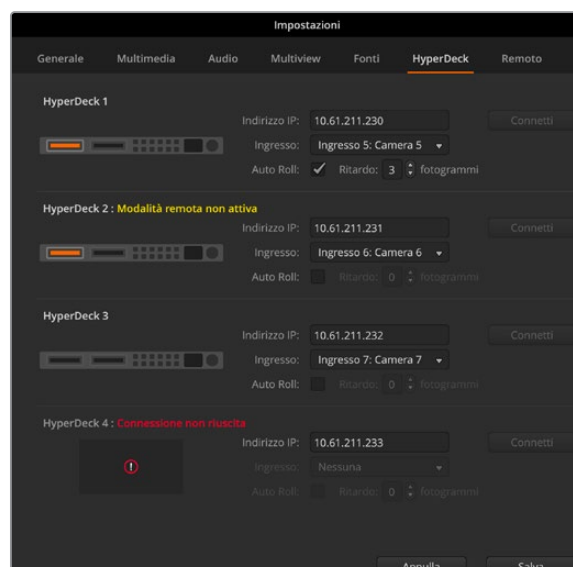 Impostazioni
Generale Multimedia Audio Multiview Fonti HyperDeck Remoto
HyperDeck 1
Indirizzo IP: 10.61.211.230 Connetti
Ingresso: Ingresso 5: Camera 5
Auto Roll: Ritardo: 3 fotogrammi
HyperDeck 2 : Modalità remota non attiva
Indirizzo IP: 10.61.211.231 Connetti
Ingresso: Ingresso 6: Camera 6
Auto Roll: Ritardo: 0 fotogrammi
HyperDeck 3
Indirizzo IP: 10.61.211.232 Connetti
Ingresso: Ingresso 7: Camera 7
Auto Roll: Ritardo: 0 fotogrammi
HyperDeck 4 : Connessione non riuscita
Indirizzo IP: 10.61.211.233 Connetti
Ingresso: Nessuna
Auto Roll: Ritardo: 0 fotogrammi
Annulla Salva